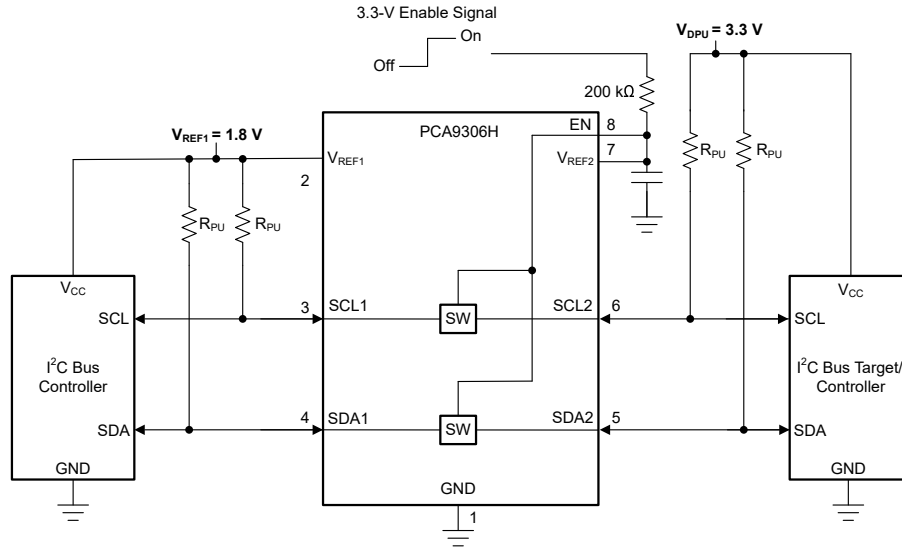 3.3-V Enable Signal
On
Off
V_DPU = 3.3 V
200 kΩ
PCA9306H
EN
8
V_REF1 = 1.8 V
V_REF1
2
V_REF2
7
R_PU
R_PU
R_PU
R_PU
V_CC
SCL
3
SCL1
SW
SCL2
6
V_CC
SCL
I²C Bus
Controller
I²C Bus Target/
Controller
SDA
4
SDA1
SW
SDA2
5
SDA
GND
GND
1
GND